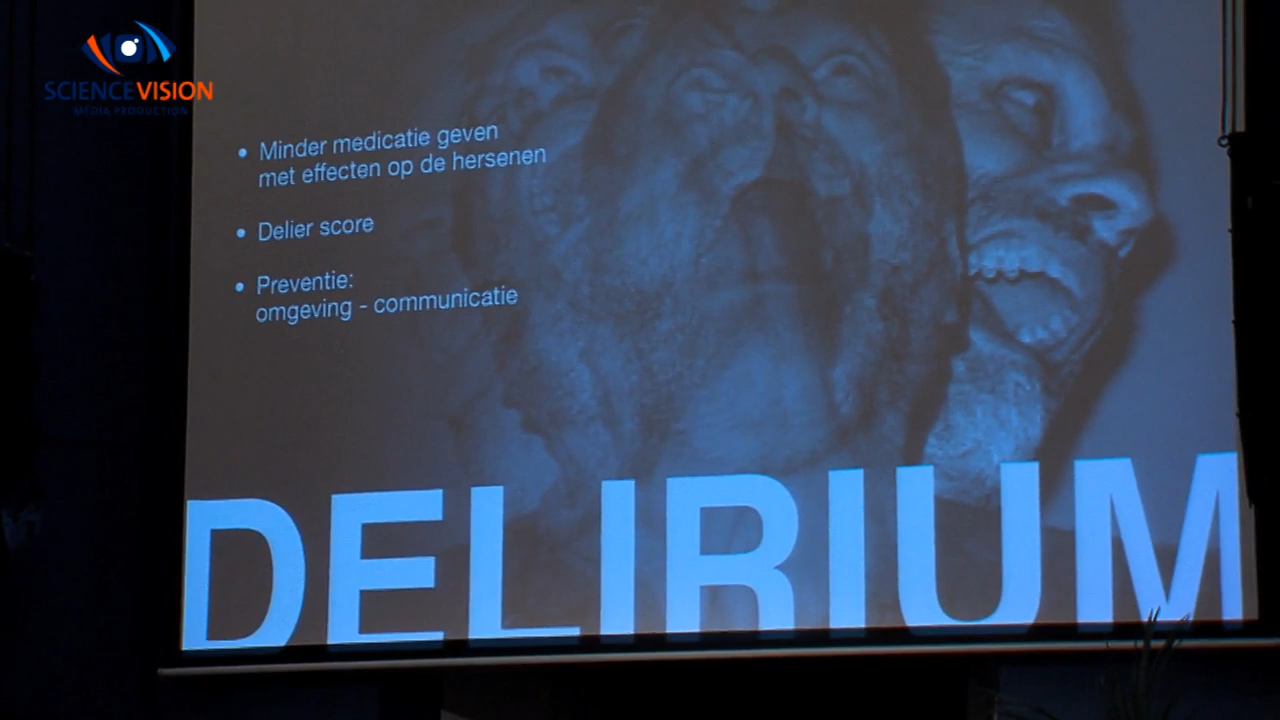 SCIENCEVISION
MEDIA PRODUCTION
• Minder medicatie geven
met effecten op de hersenen
• Delier score
• Preventie:
omgeving - communicatie
DELIRIUM